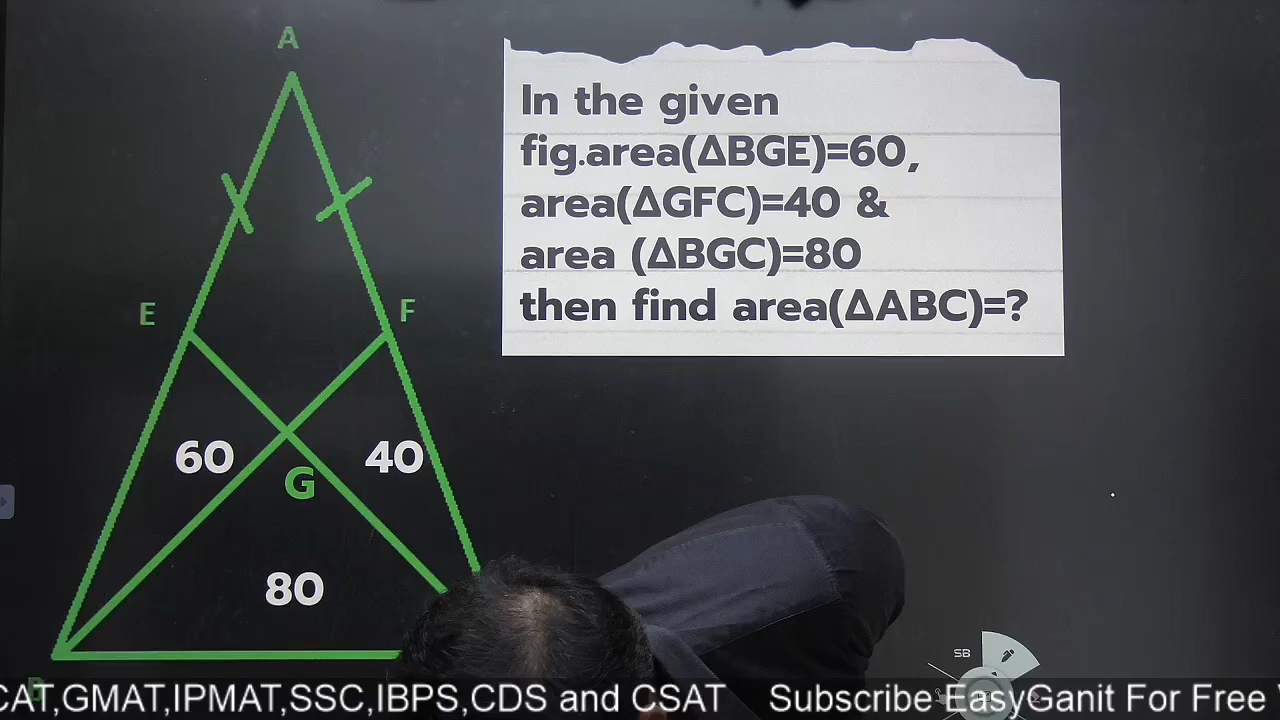 A
In the given
fig.area(ΔBGE)=60,
area(ΔGFC)=40 &
area (ΔBGC)=80
then find area(ΔABC)=?
E
F
60
40
G
80
B
SB
CAT,GMAT,IPMAT,SSC,IBPS,CDS and CSAT Subscribe EasyGanit For Free